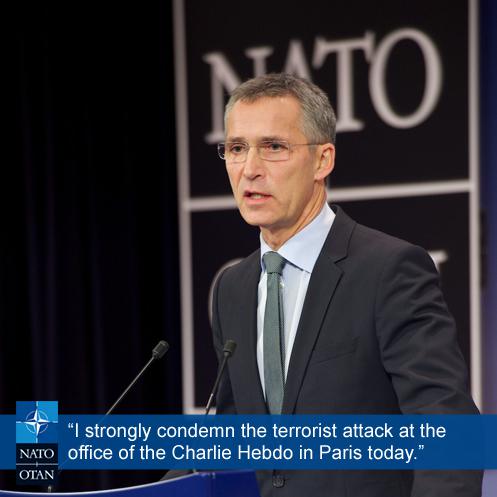 NATO
NATO
OTAN
“I strongly condemn the terrorist attack at the
office of the Charlie Hebdo in Paris today.”